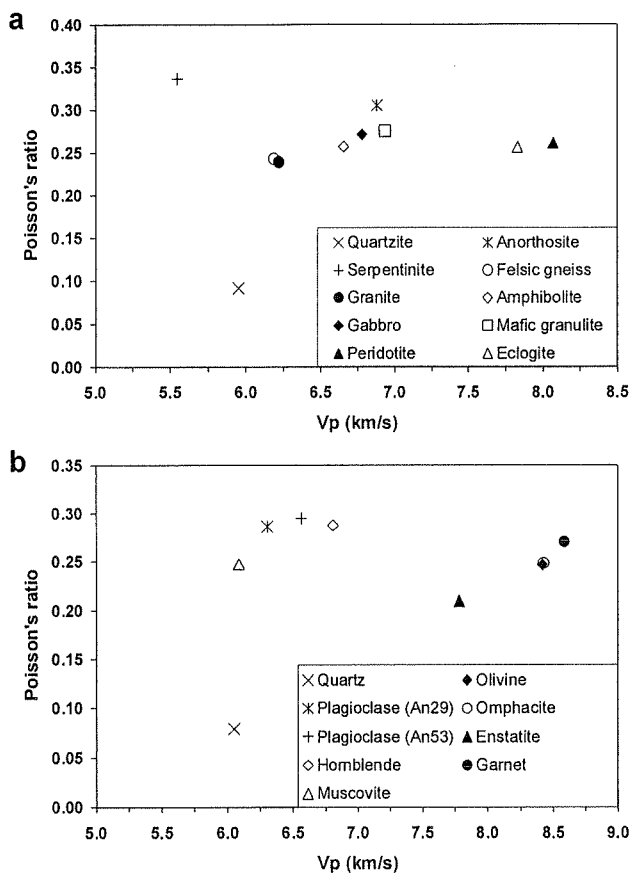 a
0.40
0.35
0.30
0.25
0.20
0.15
0.10
0.05
0.00
Poisson's ratio
Quartzite Anorthosite
Serpentinite Felsic gneiss
Granite Amphibolite
Gabbro Mafic granulite
Peridotite Eclogite
5.0 5.5 6.0 6.5 7.0 7.5 8.0 8.5
Vp (km/s)
b
0.35
0.30
0.25
0.20
0.15
0.10
0.05
0.00
Poisson's ratio
Quartz Olivine
Plagioclase (An29) Omphacite
Plagioclase (An53) Enstatite
Hornblende Garnet
Muscovite
5.0 5.5 6.0 6.5 7.0 7.5 8.0 8.5 9.0
Vp (km/s)